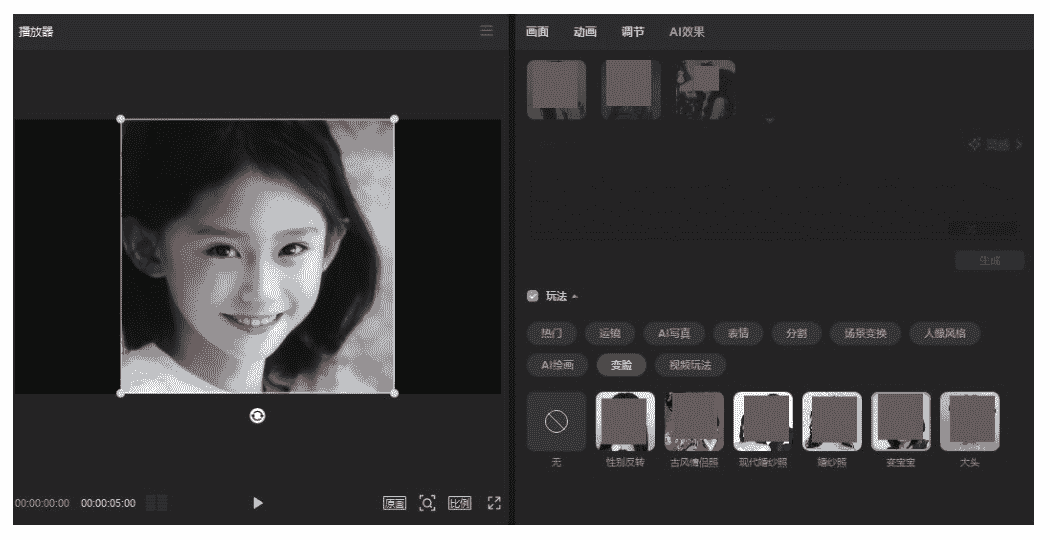 播放器
画面 动画 调节 AI效果
灵感
生成
玩法
热门 运镜 AI写真 表情 分割 场景变换 人像风格
AI绘画 变脸 视频玩法
无 性别反转 古风情侣照 现代婚纱照 婚纱照 变宝宝 大头
00:00:00:00 00:00:05:00 原画 比例